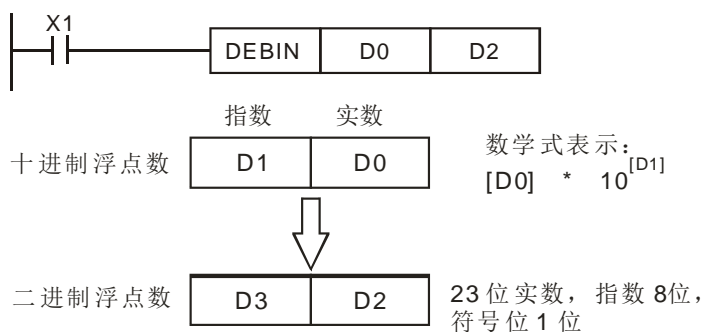 X1
DEBIN D0 D2
指数 实数
十进制浮点数 D1 D0 数学式表示：
[D0] * 10[D1]
二进制浮点数 D3 D2 23位实数，指数 8位，
符号位 1 位